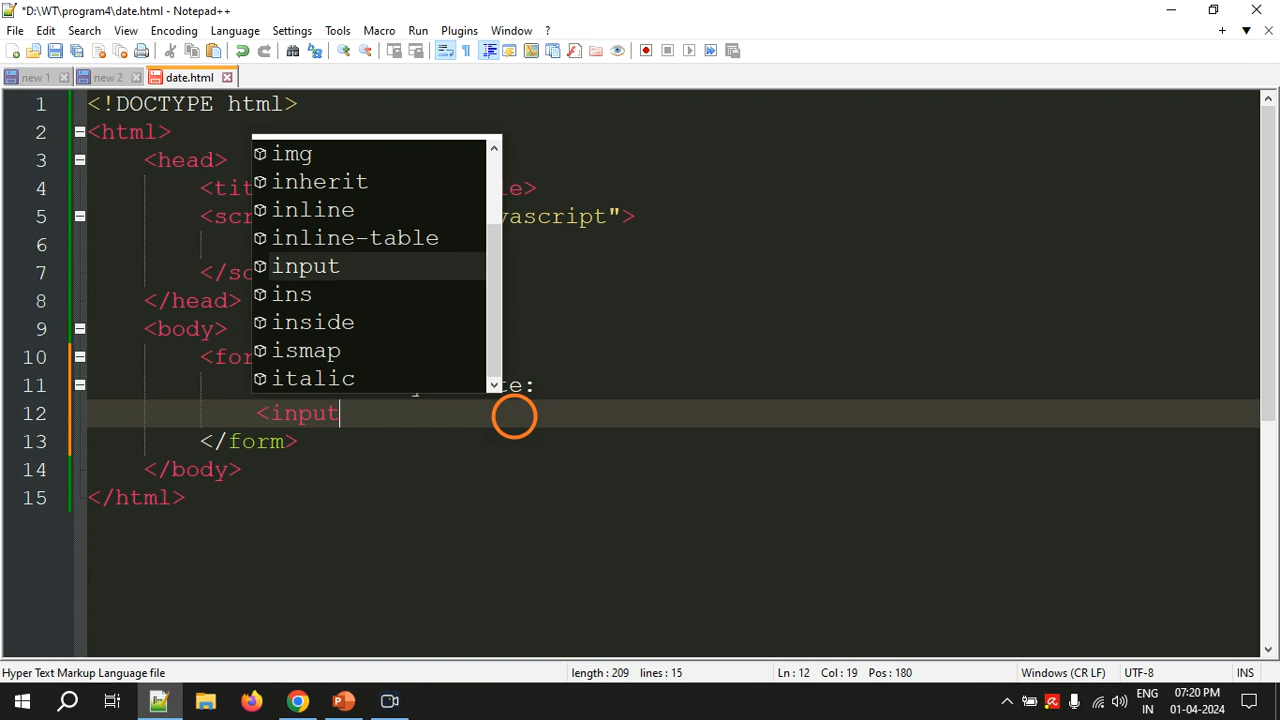 *D:\WT\program4\date.html - Notepad++
File Edit Search View Encoding Language Settings Tools Macro Run Plugins Window ?
new 1 new 2 date.html
1 <!DOCTYPE html>
2 <html>
3 <head>
4 <tit le>
5 <scr vascript">
6
7 </sc
8 </head>
9 <body>
10 <for
11 te:
12 <input
13 </form>
14 </body>
15 </html>
img
inherit
inline
inline-table
input
ins
inside
ismap
italic
Hyper Text Markup Language file length : 209 lines : 15 Ln : 12 Col : 19 Pos : 180 Windows (CR LF) UTF-8 INS
ENG 07:20 PM
IN 01-04-2024